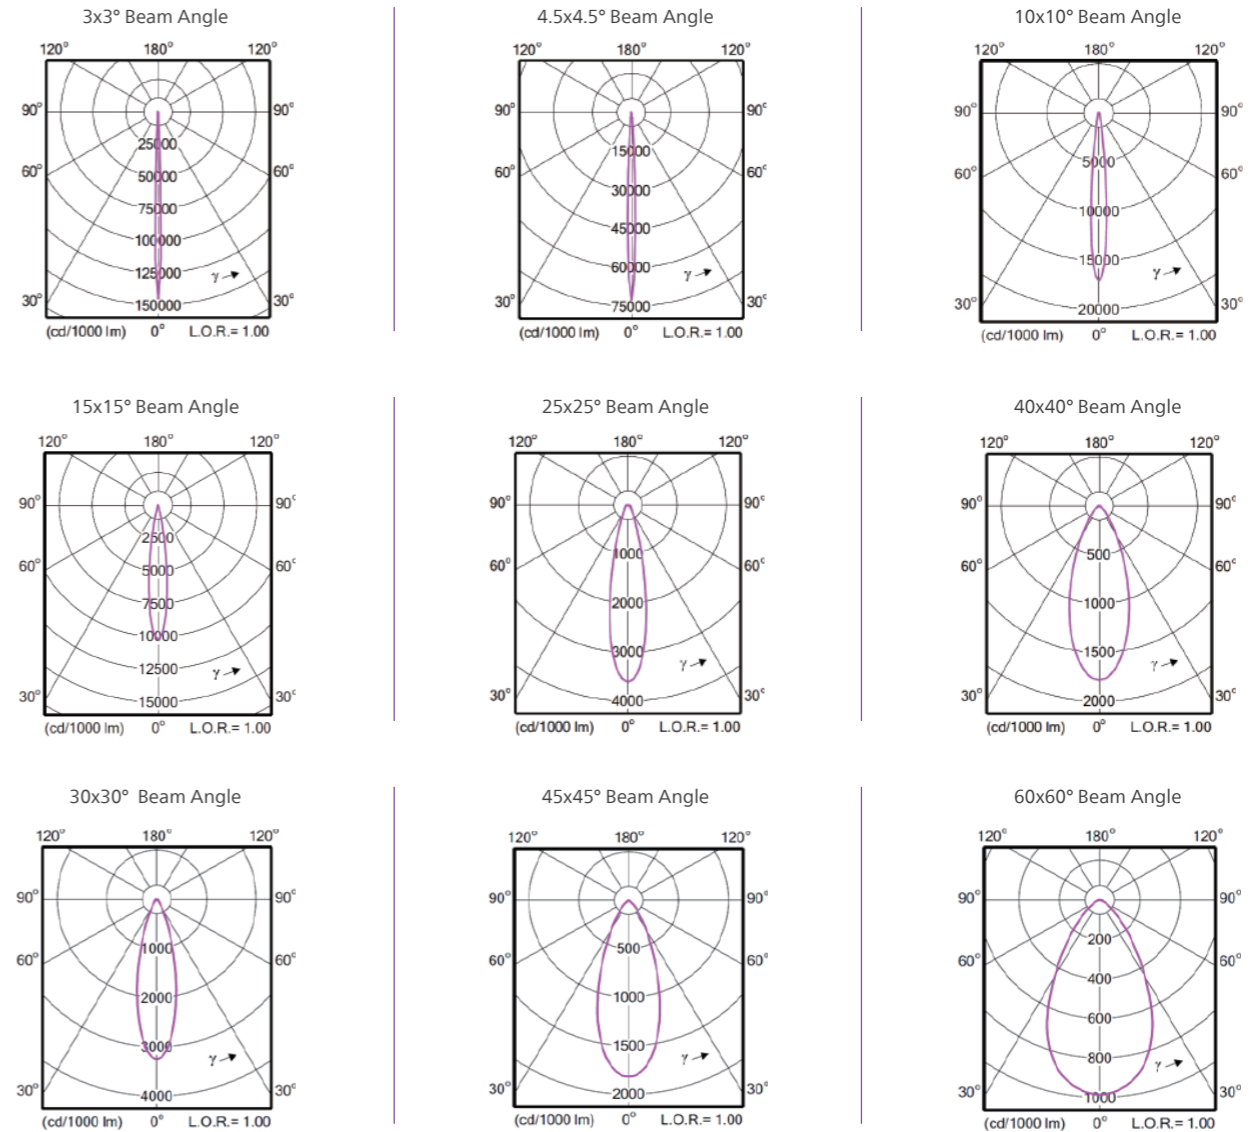 3x3° Beam Angle
120° 180° 120°
90° 90°
25000
60° 50000 60°
75000
100000
125000 γ
30° 150000 30°
(cd/1000 lm) 0° L.O.R.= 1.00
4.5x4.5° Beam Angle
120° 180° 120°
90° 90°
15000
60° 30000 60°
45000
60000 γ
30° 75000 30°
(cd/1000 lm) 0° L.O.R.= 1.00
10x10° Beam Angle
120° 180° 120°
90° 90°
5000
60° 60°
10000
15000 γ
30° 20000 30°
(cd/1000 lm) 0° L.O.R.= 1.00
15x15° Beam Angle
120° 180° 120°
90° 90°
2500
60° 5000 60°
7500
10000
12500 γ
30° 15000 30°
(cd/1000 lm) 0° L.O.R.= 1.00
25x25° Beam Angle
120° 180° 120°
90° 90°
1000
60° 60°
2000
3000 γ
30° 4000 30°
(cd/1000 lm) 0° L.O.R.= 1.00
40x40° Beam Angle
120° 180° 120°
90° 90°
500
60° 60°
1000
1500 γ
30° 2000 30°
(cd/1000 lm) 0° L.O.R.= 1.00
30x30° Beam Angle
120° 180° 120°
90° 90°
1000
60° 60°
2000
3000 γ
30° 4000 30°
(cd/1000 lm) 0° L.O.R.= 1.00
45x45° Beam Angle
120° 180° 120°
90° 90°
500
60° 60°
1000
1500 γ
30° 2000 30°
(cd/1000 lm) 0° L.O.R.= 1.00
60x60° Beam Angle
120° 180° 120°
90° 90°
200
60° 60°
400
600
800 γ
30° 1000 30°
(cd/1000 lm) 0° L.O.R.= 1.00